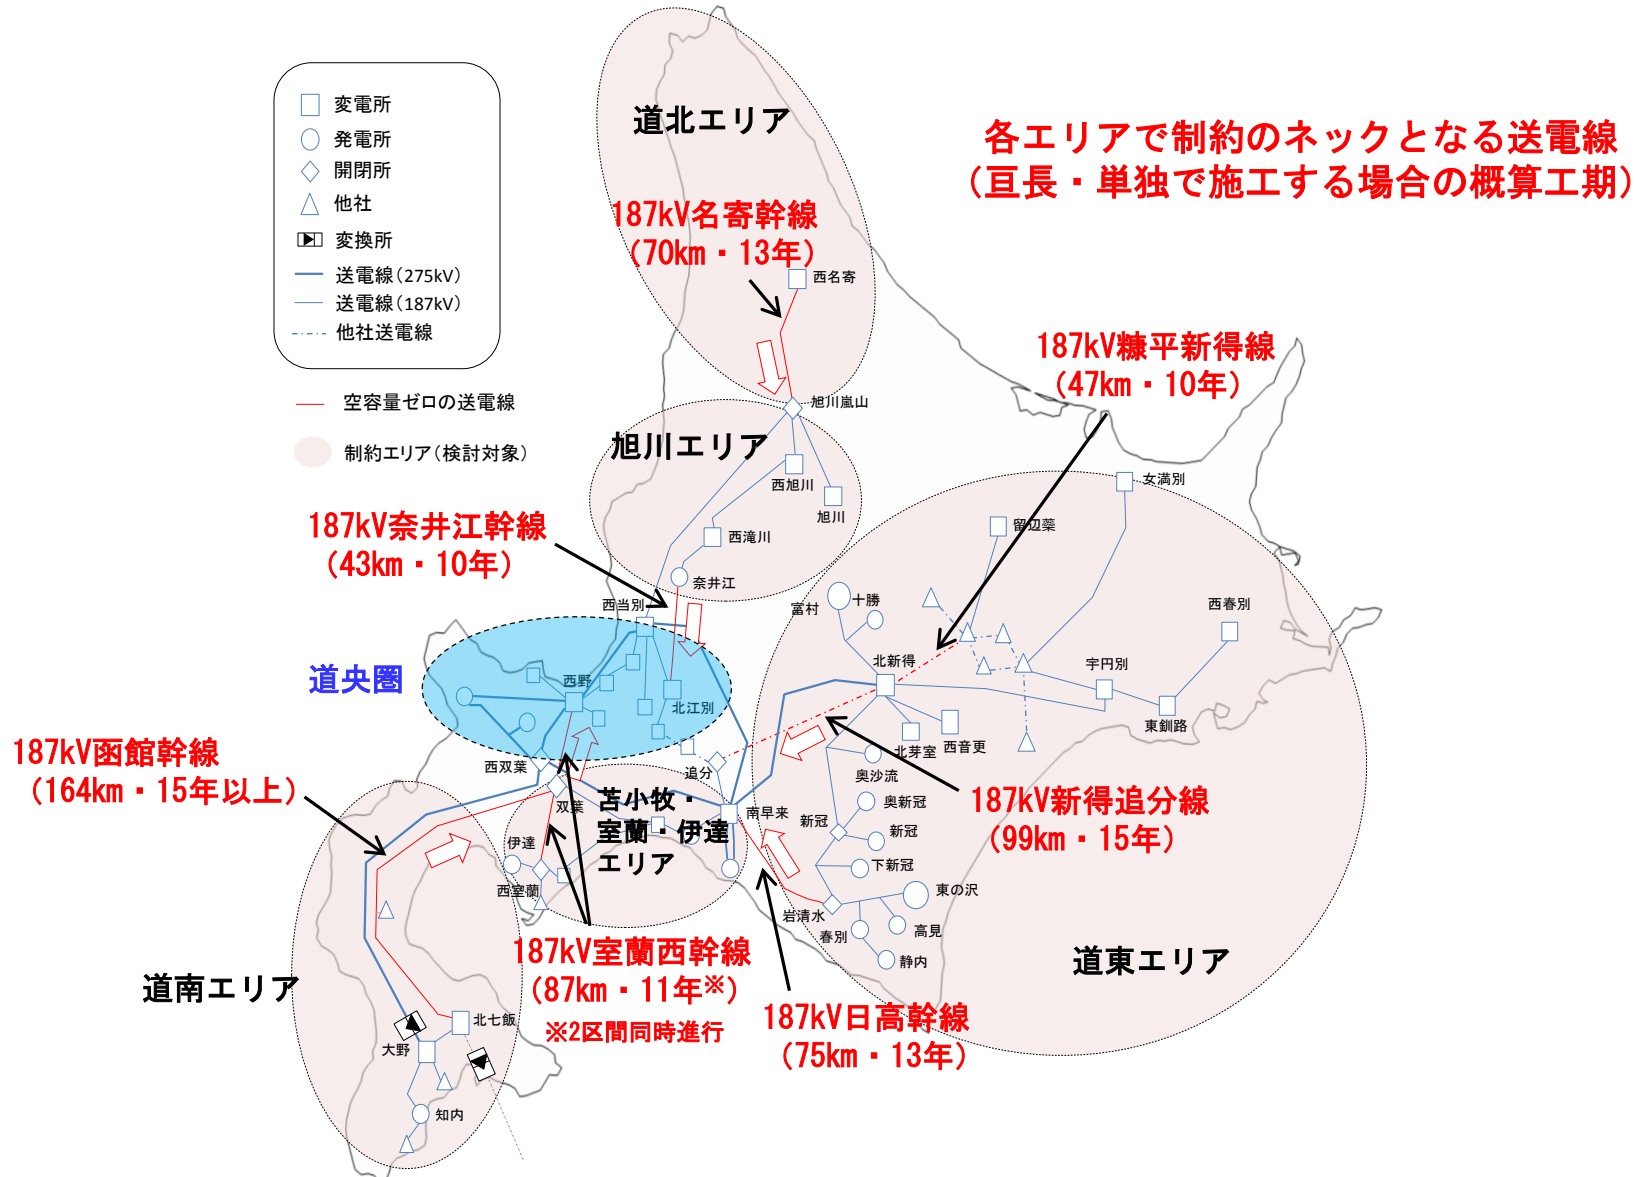 変電所
発電所
開閉所
他社
変換所
送電線(275kV)
送電線(187kV)
他社送電線
空容量ゼロの送電線
制約エリア(検討対象)
各エリアで制約のネックとなる送電線
(亘長・単独で施工する場合の概算工期)
道北エリア
187kV名寄幹線
(70km・13年)
西名寄
187kV糠平新得線
(47km・10年)
旭川嵐山
旭川エリア
西旭川
旭川
西滝川
奈井江
187kV奈井江幹線
(43km・10年)
女満別
留辺蘂
西当別
富村
十勝
西春別
北新得
宇円別
道央圏
西野
北江別
東釧路
北芽室
西音更
187kV函館幹線
(164km・15年以上)
西双葉
追分
奥沙流
双葉
苫小牧・
室蘭・伊達
エリア
南早来
奥新冠
新冠
新冠
187kV新得追分線
(99km・15年)
伊達
下新冠
西室蘭
東の沢
岩清水
春別
高見
静内
187kV室蘭西幹線
(87km・11年※)
※2区間同時進行
道東エリア
道南エリア
187kV日高幹線
(75km・13年)
北七飯
大野
知内